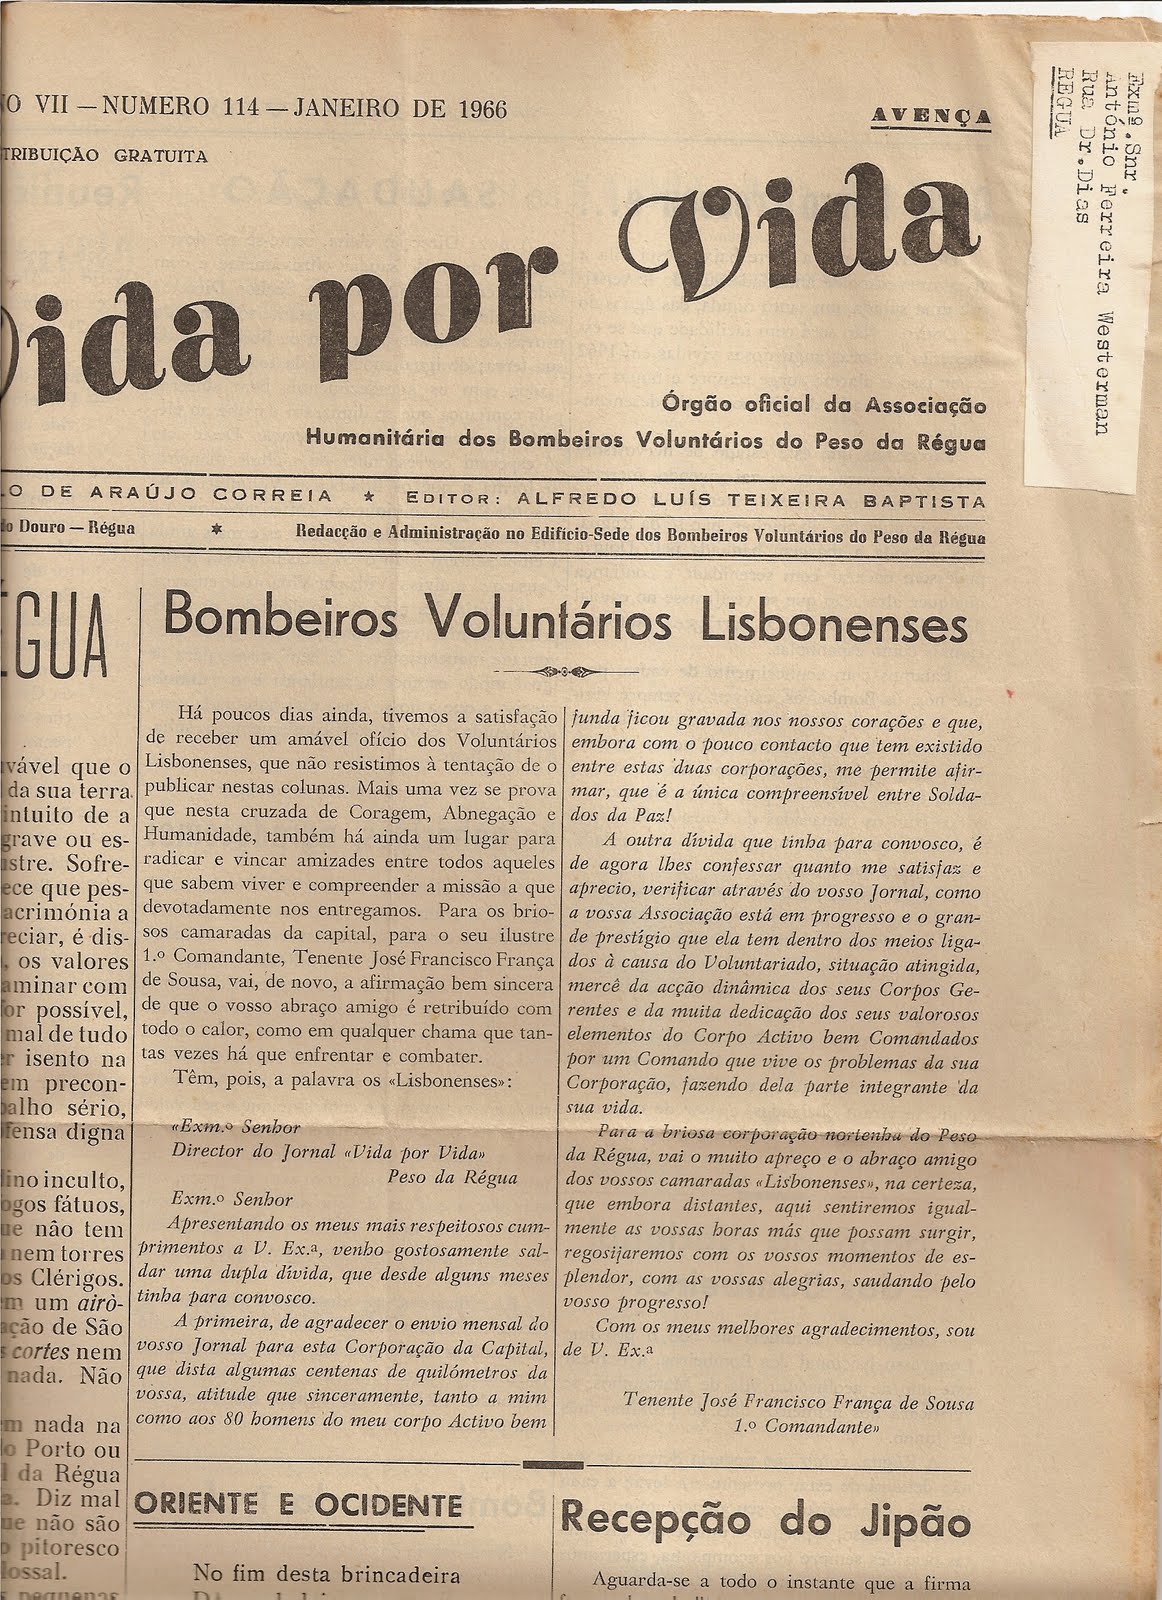 O VII — NUMERO 114 — JANEIRO DE 1966
AVENÇA
TRIBUIÇÃO GRATUITA
Exmº.Snr.
António Ferreira Westerman
Rua Dr.Dias
REGUA
Vida por Vida
Órgão oficial da Associação
Humanitária dos Bombeiros Voluntários do Peso da Régua
O DE ARAÚJO CORREIA * EDITOR: ALFREDO LUÍS TEIXEIRA BAPTISTA
do Douro — Régua * Redacção e Administração no Edifício-Sede dos Bombeiros Voluntários do Peso da Régua
ÉGUA
vável que o
da sua terra
intuito de a
grave ou es-
astre. Sofre-
ece que pes-
acrimónia a
reciar, é dis-
, os valores
aminar com
or possível,
mal de tudo
r isento na
em precon-
balho sério,
fensa digna
ino inculto,
ogos fátuos,
ue não tem
nem torres
os Clérigos.
m um airò-
ação de São
s cortes nem
nada. Não
m nada na
o Porto ou
l da Régua
a. Diz mal
ue não são
o pitoresco
lossal.
s pequenas
Bombeiros Voluntários Lisbonenses
Há poucos dias ainda, tivemos a satisfação
de receber um amável ofício dos Voluntários
Lisbonenses, que não resistimos à tentação de o
publicar nestas colunas. Mais uma vez se prova
que nesta cruzada de Coragem, Abnegação e
Humanidade, também há ainda um lugar para
radicar e vincar amizades entre todos aqueles
que sabem viver e compreender a missão a que
devotadamente nos entregamos. Para os brio-
sos camaradas da capital, para o seu ilustre
1.º Comandante, Tenente José Francisco França
de Sousa, vai, de novo, a afirmação bem sincera
de que o vosso abraço amigo é retribuído com
todo o calor, como em qualquer chama que tan-
tas vezes há que enfrentar e combater.
Têm, pois, a palavra os «Lisbonenses»:
«Exm.º Senhor
Director do Jornal «Vida por Vida»
Peso da Régua
Exm.º Senhor
Apresentando os meus mais respeitosos cum-
primentos a V. Ex.ª, venho gostosamente sal-
dar uma dupla dívida, que desde alguns meses
tinha para convosco.
A primeira, de agradecer o envio mensal do
vosso Jornal para esta Corporação da Capital,
que dista algumas centenas de quilómetros da
vossa, atitude que sinceramente, tanto a mim
como aos 80 homens do meu corpo Activo bem
funda ficou gravada nos nossos corações e que,
embora com o pouco contacto que tem existido
entre estas duas corporações, me permite afir-
mar, que é a única compreensível entre Solda-
dos da Paz!
A outra dívida que tinha para convosco, é
de agora lhes confessar quanto me satisfaz e
aprecio, verificar através do vosso Jornal, como
a vossa Associação está em progresso e o gran-
de prestígio que ela tem dentro dos meios liga-
dos à causa do Voluntariado, situação atingida,
mercê da acção dinâmica dos seus Corpos Ge-
rentes e da muita dedicação dos seus valorosos
elementos do Corpo Activo bem Comandados
por um Comando que vive os problemas da sua
Corporação, fazendo dela parte integrante da
sua vida.
Para a briosa corporação nortenha do Peso
da Régua, vai o muito apreço e o abraço amigo
dos vossos camaradas «Lisbonenses», na certeza,
que embora distantes, aqui sentiremos igual-
mente as vossas horas más que possam surgir,
regosijaremos com os vossos momentos de es-
plendor, com as vossas alegrias, saudando pelo
vosso progresso!
Com os meus melhores agradecimentos, sou
de V. Ex.ª
Tenente José Francisco França de Sousa
1.º Comandante»
ORIENTE E OCIDENTE
No fim desta brincadeira
Recepção do Jipão
Aguarda-se a todo o instante que a firma